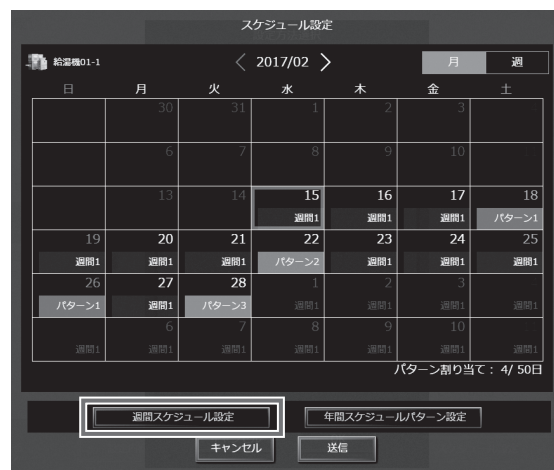 スケジュール設定
給湯機01-1 < 2017/02 > 月 週
日 月 火 水 木 金 土
30 31 1 2 3
6 7 8 9 10
13 14 15 16 17 18
週間1 週間1 週間1 パターン1
19 20 21 22 23 24 25
週間1 週間1 週間1 パターン2 週間1 週間1 週間1
26 27 28 1 2 3
パターン1 週間1 パターン3 週間1 週間1 週間1
6 7 8 9 10
週間1 週間1 週間1 週間1 週間1 週間1 週間1
パターン割り当て : 4/ 50日
週間スケジュール設定 年間スケジュールパターン設定
キャンセル 送信